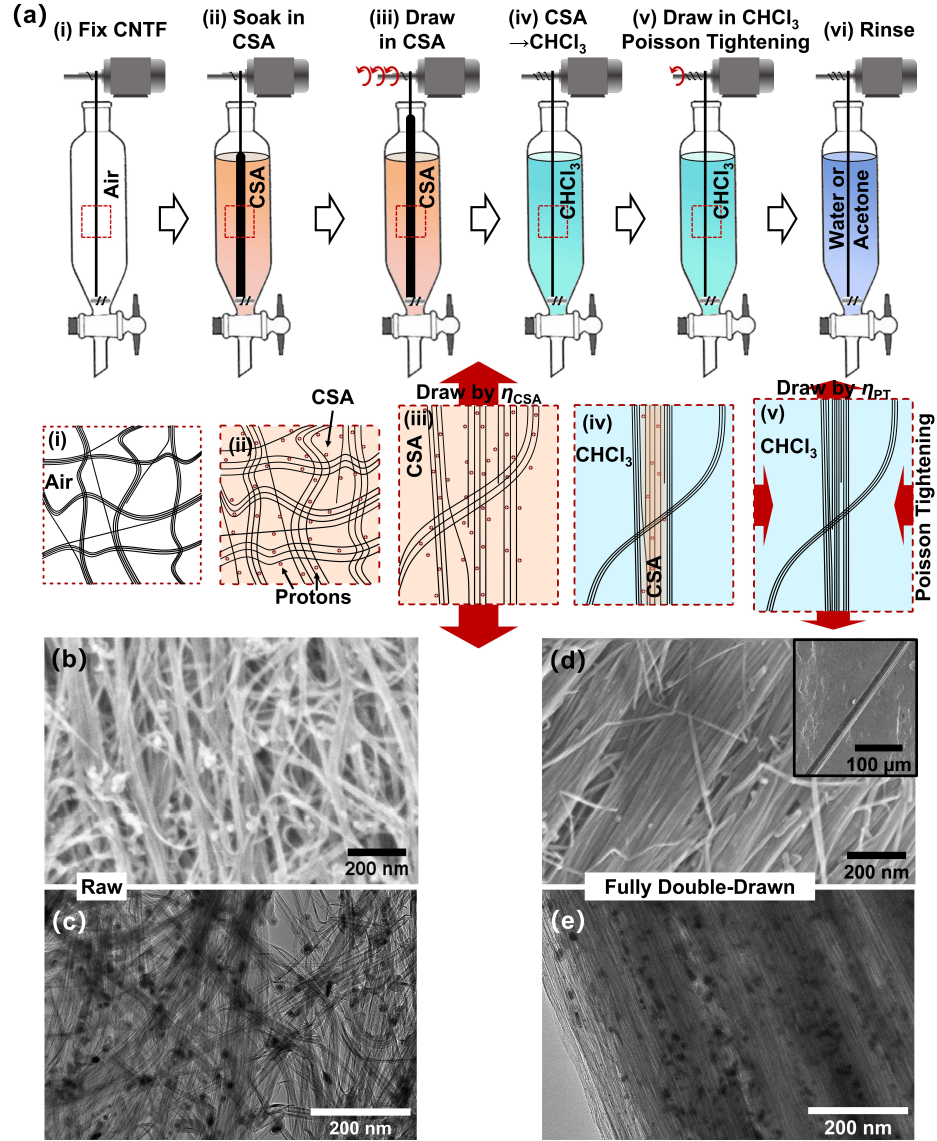 (a)
(i) Fix CNTF
(ii) Soak in
CSA
(iii) Draw
in CSA
(iv) CSA
→CHCl₃
(v) Draw in CHCl₃
Poisson Tightening
(vi) Rinse
Air
CSA
CSA
CHCl₃
CHCl₃
Water or
Acetone
Draw by ηCSA
Draw by ηPT
(i)
Air
CSA
(ii)
Protons
(iii)
CSA
(iv)
CHCl₃
CSA
(v)
CHCl₃
Poisson Tightening
(b)
200 nm
(d)
100 µm
200 nm
Raw
Fully Double-Drawn
(c)
200 nm
(e)
200 nm